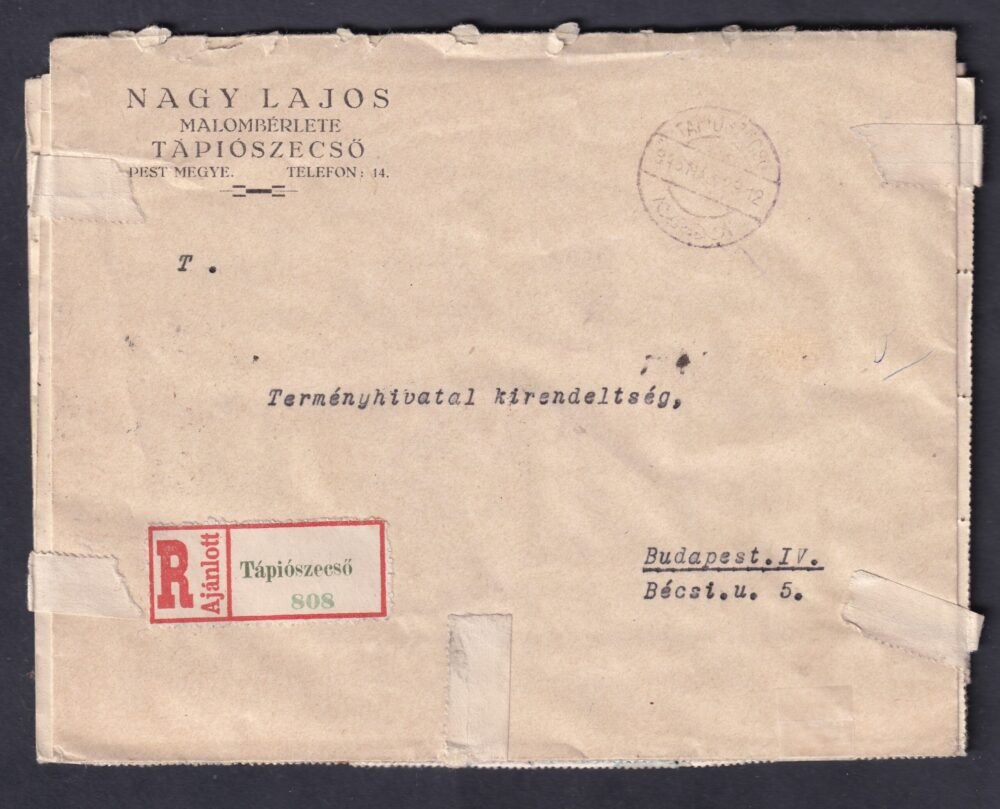 NAGY LAJOS
MALOMBÉRLETE
TÁPIÓSZECSŐ
PEST MEGYE. TELEFON: 14.
T.
Terményhivatal kirendeltség,
R Ajánlott
Tápiószecső
808
Budapest.IV.
Bécsi.u. 5.